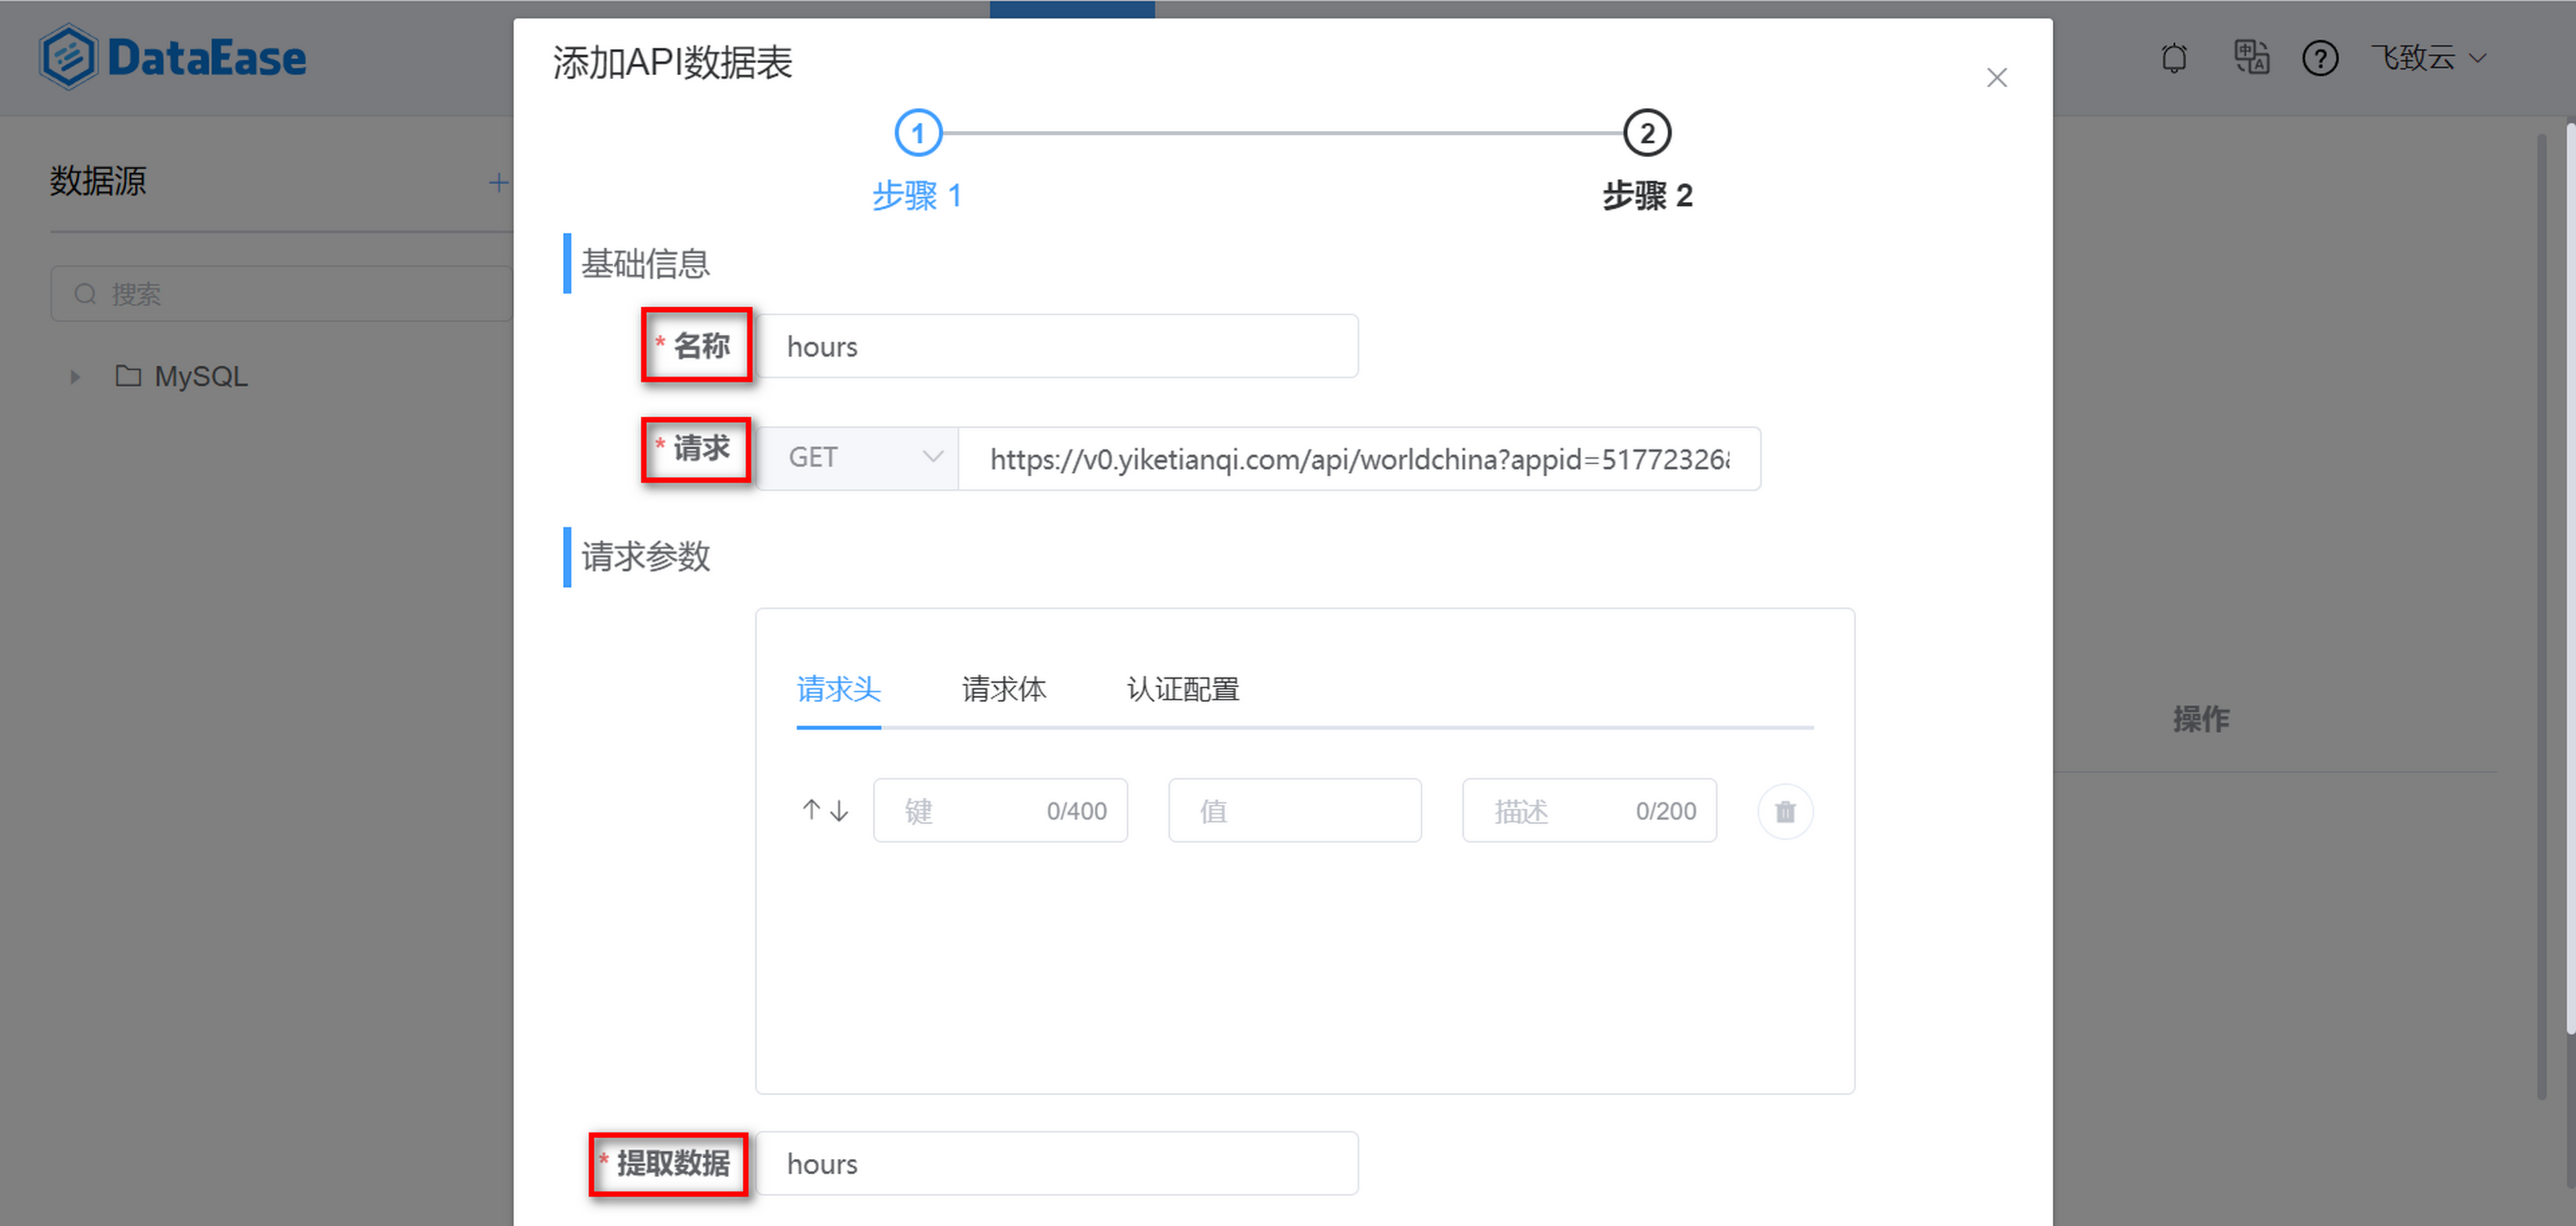 DataEase
飞致云
数据源
搜索
MySQL
操作
添加API数据表
1
2
步骤 1
步骤 2
基础信息
* 名称
hours
* 请求
GET
https://v0.yiketianqi.com/api/worldchina?appid=51772326
请求参数
请求头
请求体
认证配置
键 0/400
值
描述 0/200
* 提取数据
hours